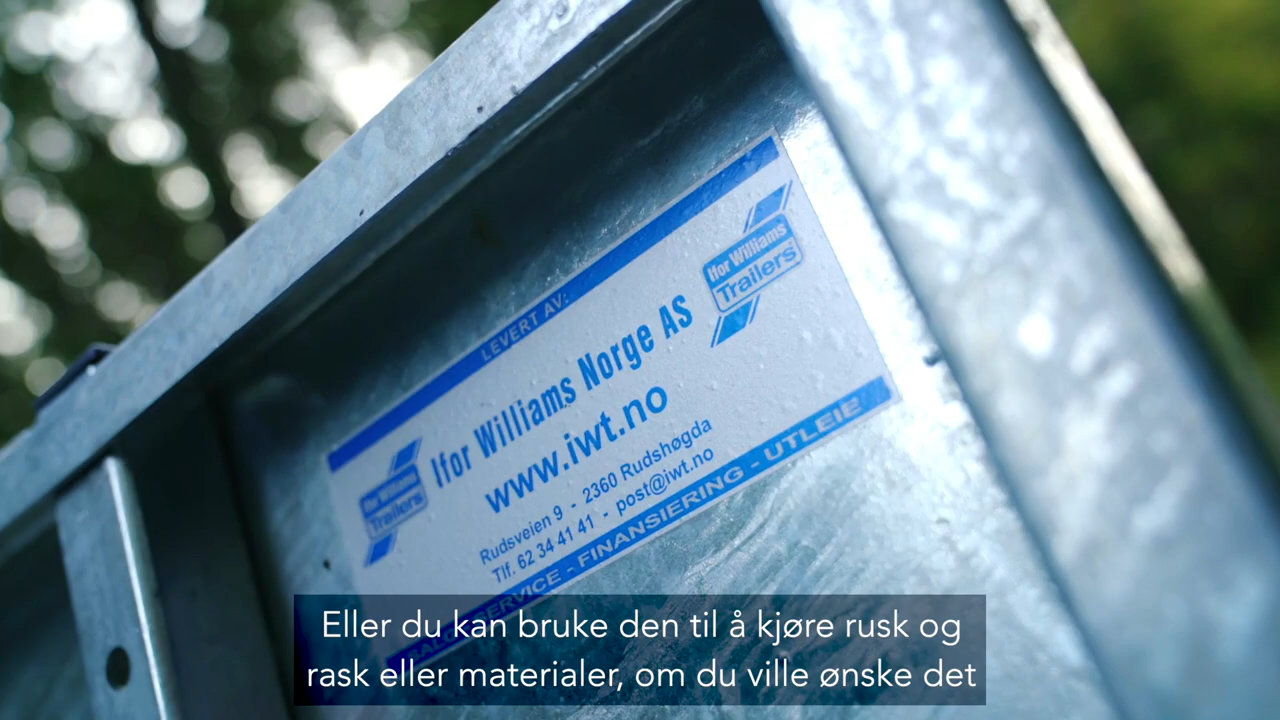 LEVERT AV:
Ifor Williams
Trailers
Ifor Williams Norge AS
www.iwt.no
Rudsveien 9 - 2360 Rudshøgda
Tlf. 62 34 41 41 - post@iwt.no
Ifor Williams
Trailers
SERVICE - FINANSIERING - UTLEIE
Eller du kan bruke den til å kjøre rusk og
rask eller materialer, om du ville ønske det